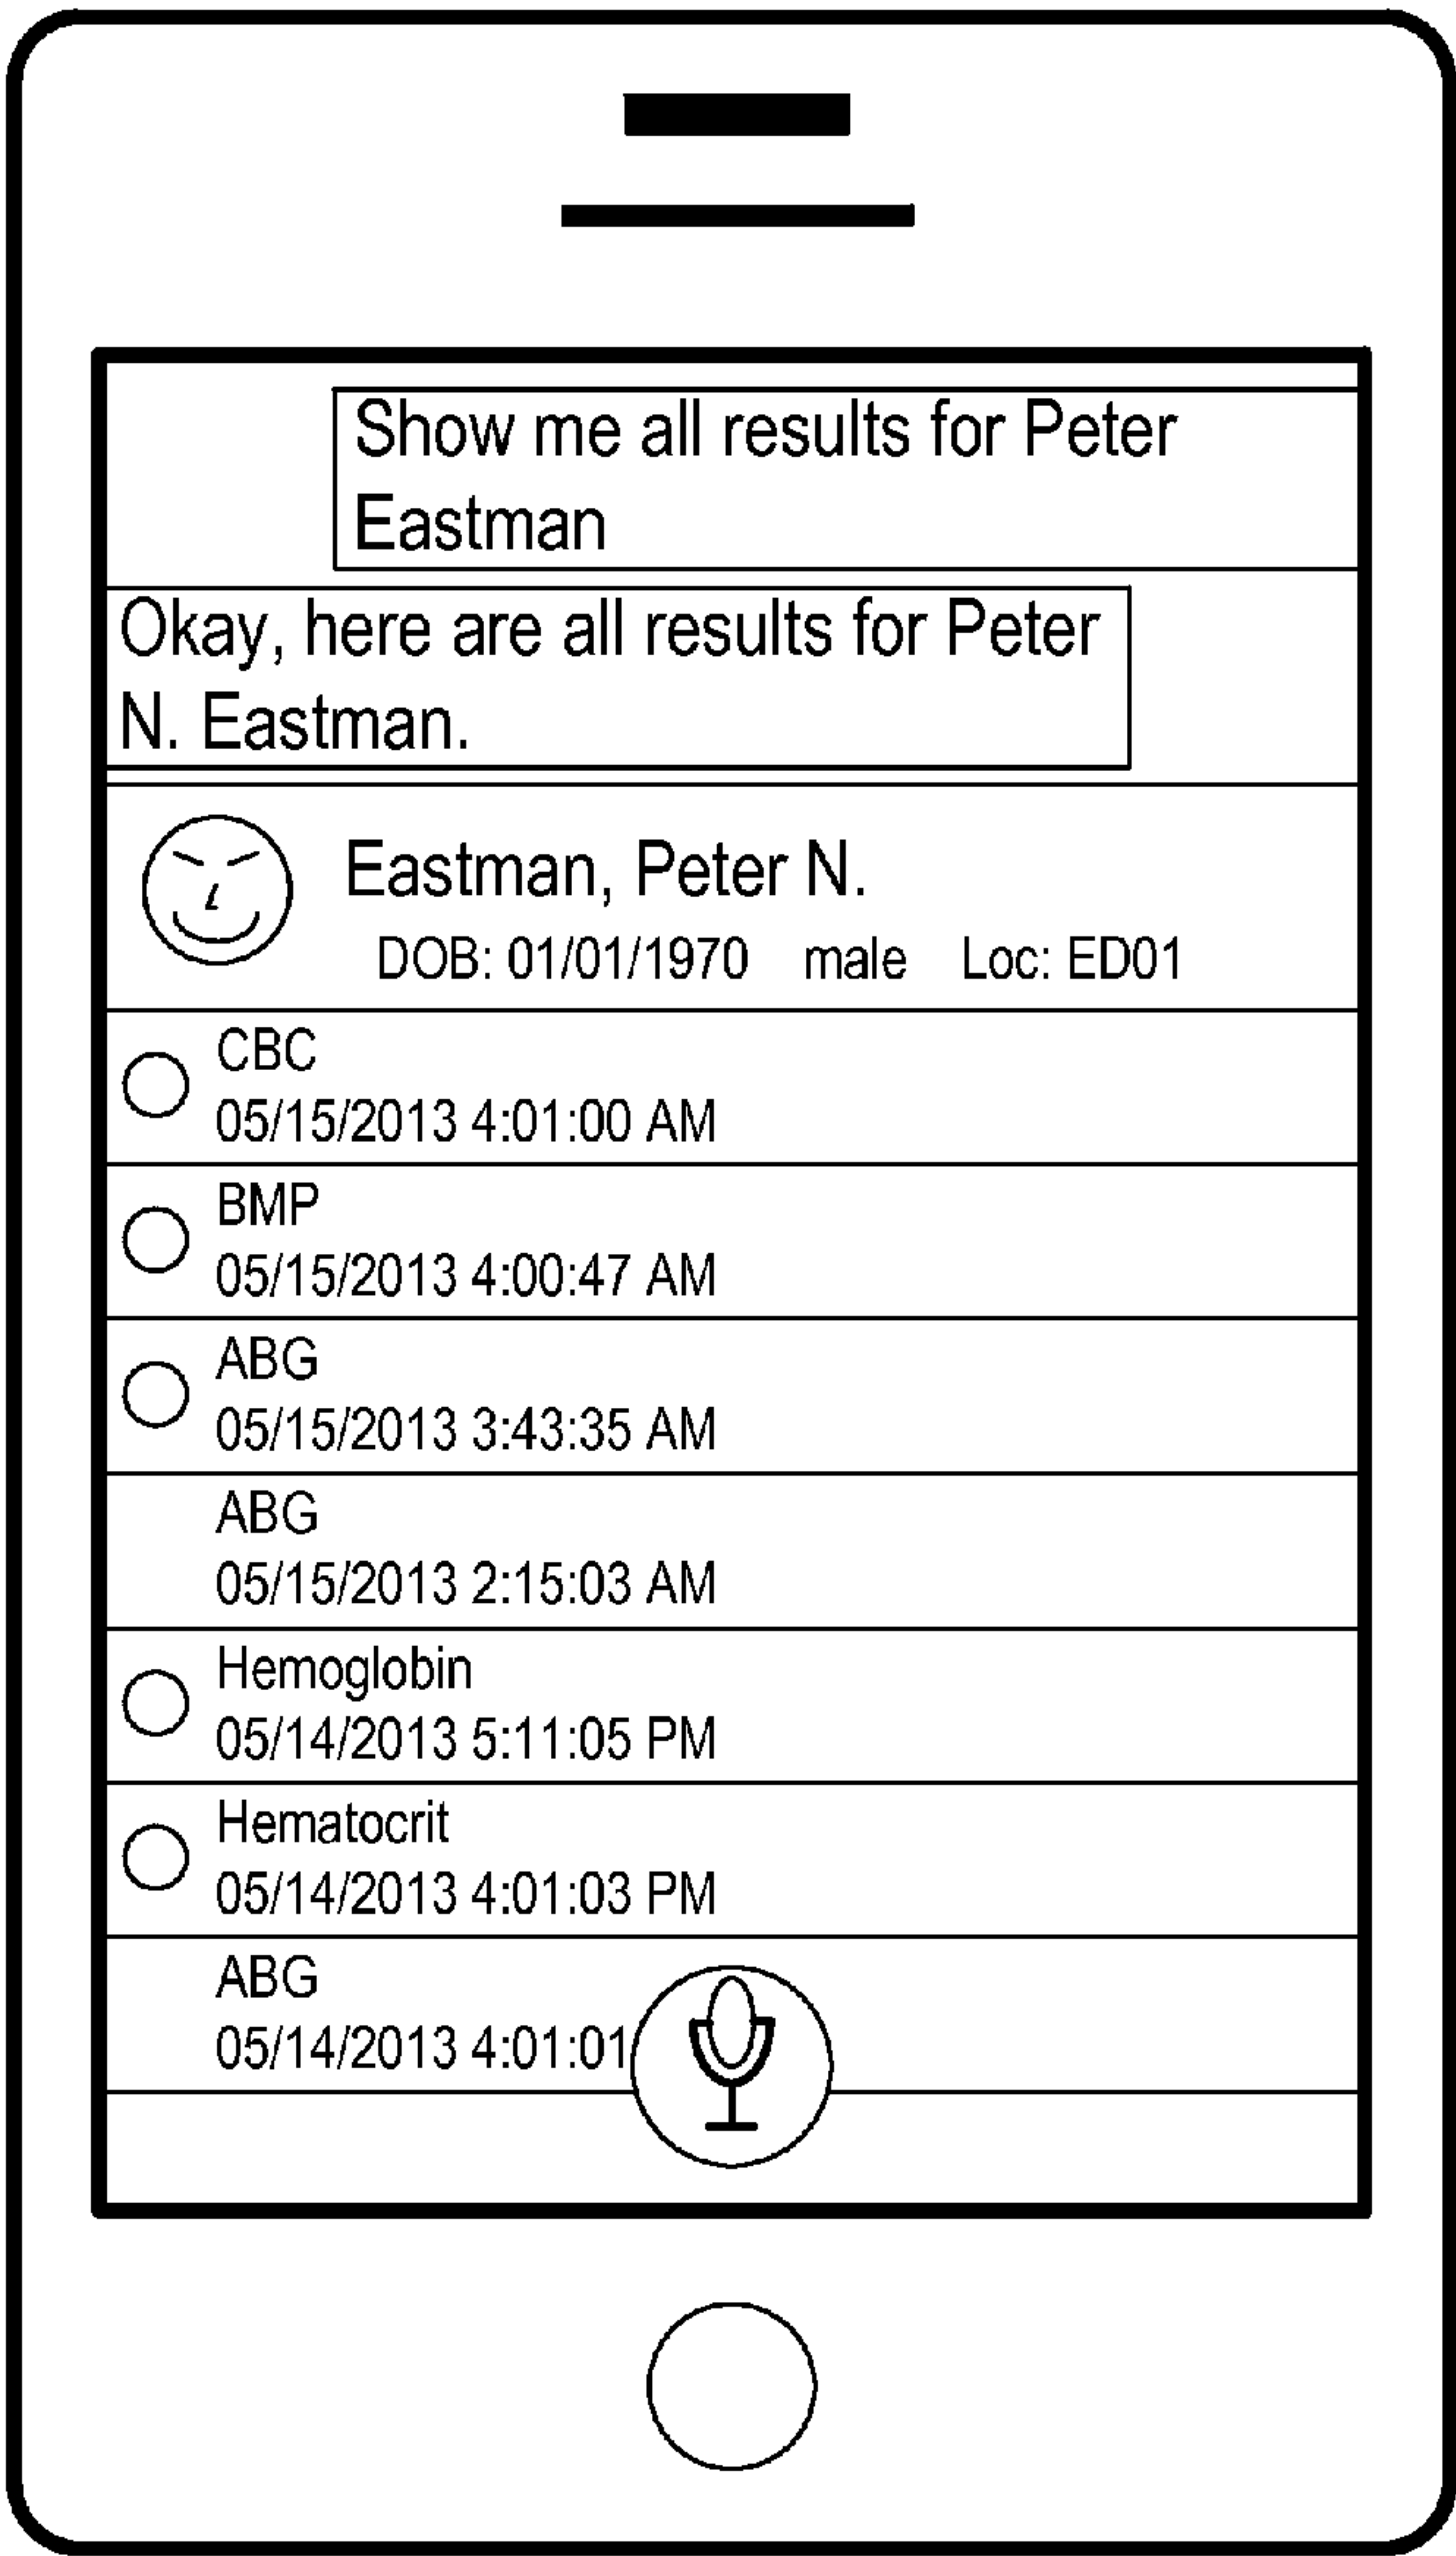 Show me all results for Peter
Eastman
Okay, here are all results for Peter
N. Eastman.
Eastman, Peter N.
DOB: 01/01/1970 male Loc: ED01
CBC
05/15/2013 4:01:00 AM
BMP
05/15/2013 4:00:47 AM
ABG
05/15/2013 3:43:35 AM
ABG
05/15/2013 2:15:03 AM
Hemoglobin
05/14/2013 5:11:05 PM
Hematocrit
05/14/2013 4:01:03 PM
ABG
05/14/2013 4:01:01